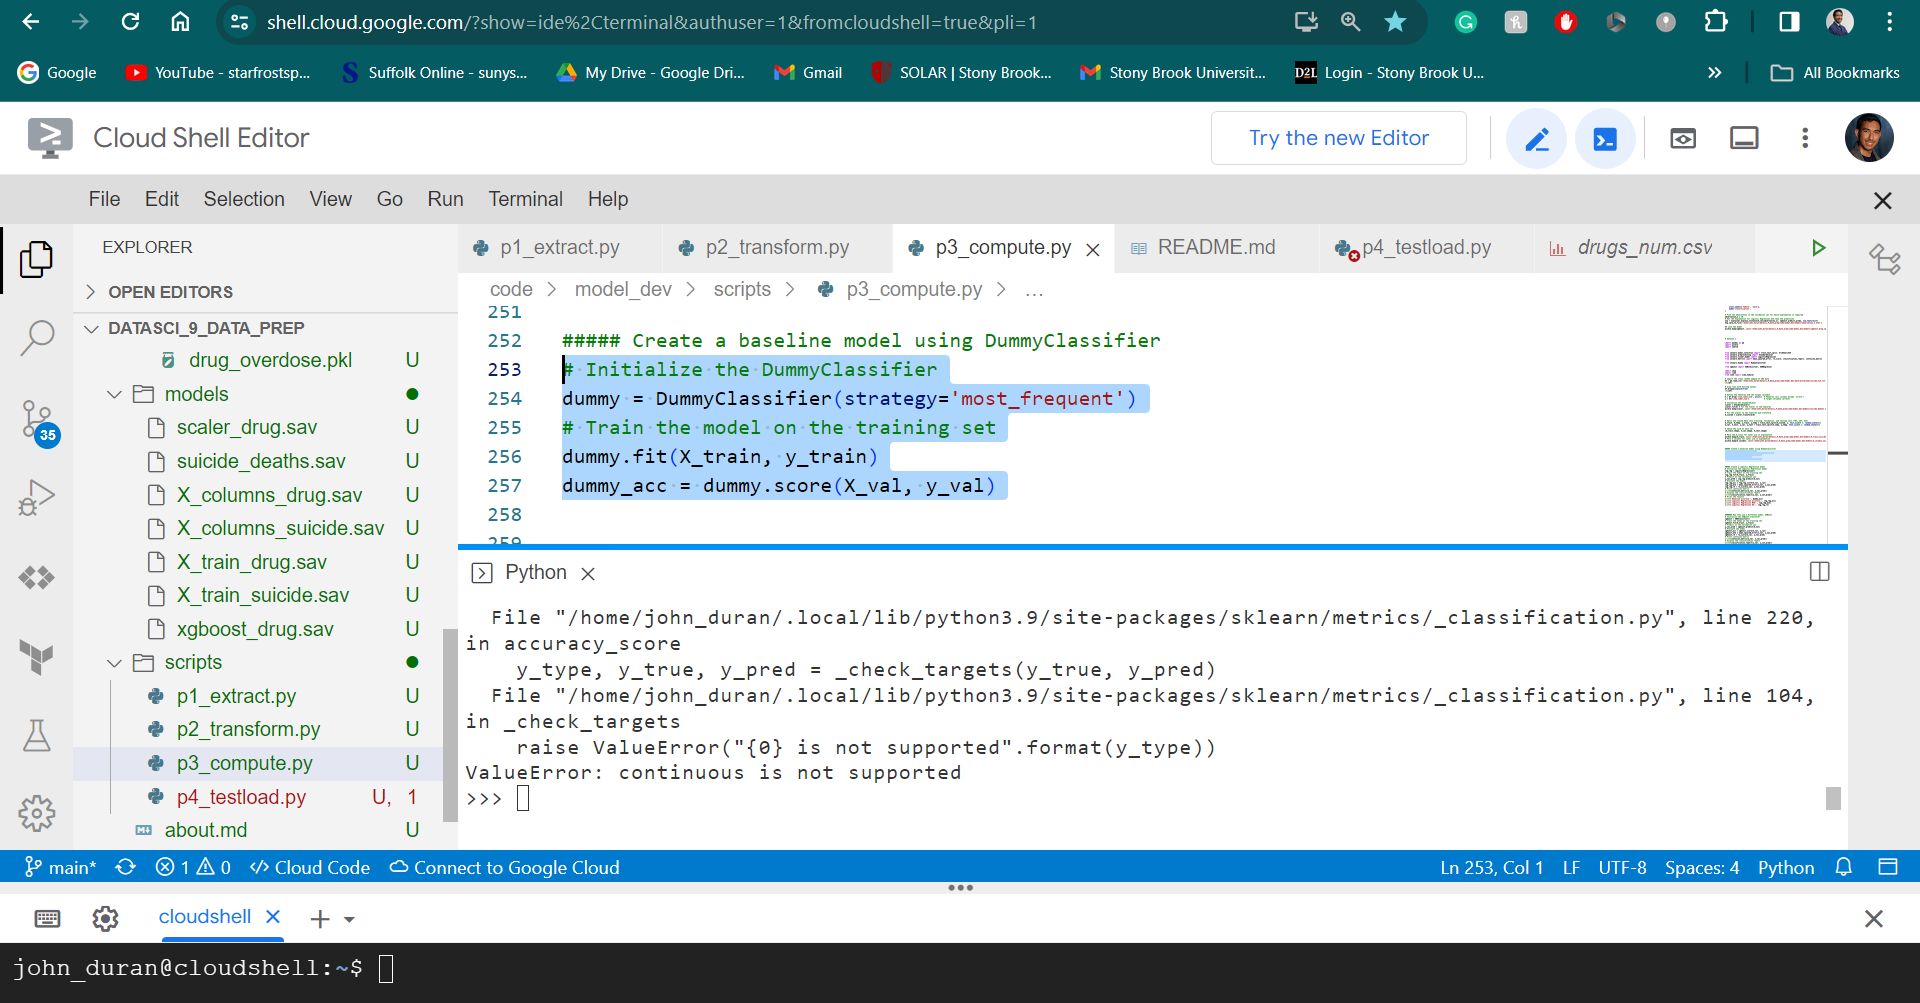 shell.cloud.google.com/?show=ide%2Cterminal&authuser=1&fromcloudshell=true&pli=1
Google
YouTube - starfrostsp...
Suffolk Online - sunys...
My Drive - Google Dri...
Gmail
SOLAR | Stony Brook...
Stony Brook Universit...
D2L
Login - Stony Brook U...
All Bookmarks
Cloud Shell Editor
Try the new Editor
File Edit Selection View Go Run Terminal Help
EXPLORER
OPEN EDITORS
DATASCI_9_DATA_PREP
drug_overdose.pkl U
models
scaler_drug.sav U
suicide_deaths.sav U
X_columns_drug.sav U
X_columns_suicide.sav U
X_train_drug.sav U
X_train_suicide.sav U
xgboost_drug.sav U
scripts
p1_extract.py U
p2_transform.py U
p3_compute.py U
p4_testload.py U, 1
about.md U
35
p1_extract.py
p2_transform.py
p3_compute.py
README.md
p4_testload.py
drugs_num.csv
code > model_dev > scripts > p3_compute.py > ...
251
252 ##### Create a baseline model using DummyClassifier
253 # Initialize the DummyClassifier
254 dummy = DummyClassifier(strategy='most_frequent')
255 # Train the model on the training set
256 dummy.fit(X_train, y_train)
257 dummy_acc = dummy.score(X_val, y_val)
258
259
Python
File "/home/john_duran/.local/lib/python3.9/site-packages/sklearn/metrics/_classification.py", line 220,
in accuracy_score
y_type, y_true, y_pred = _check_targets(y_true, y_pred)
File "/home/john_duran/.local/lib/python3.9/site-packages/sklearn/metrics/_classification.py", line 104,
in _check_targets
raise ValueError("{0} is not supported".format(y_type))
ValueError: continuous is not supported
>>>
main* 1 0 Cloud Code Connect to Google Cloud
Ln 253, Col 1 LF UTF-8 Spaces: 4 Python
cloudshell
john_duran@cloudshell:~$